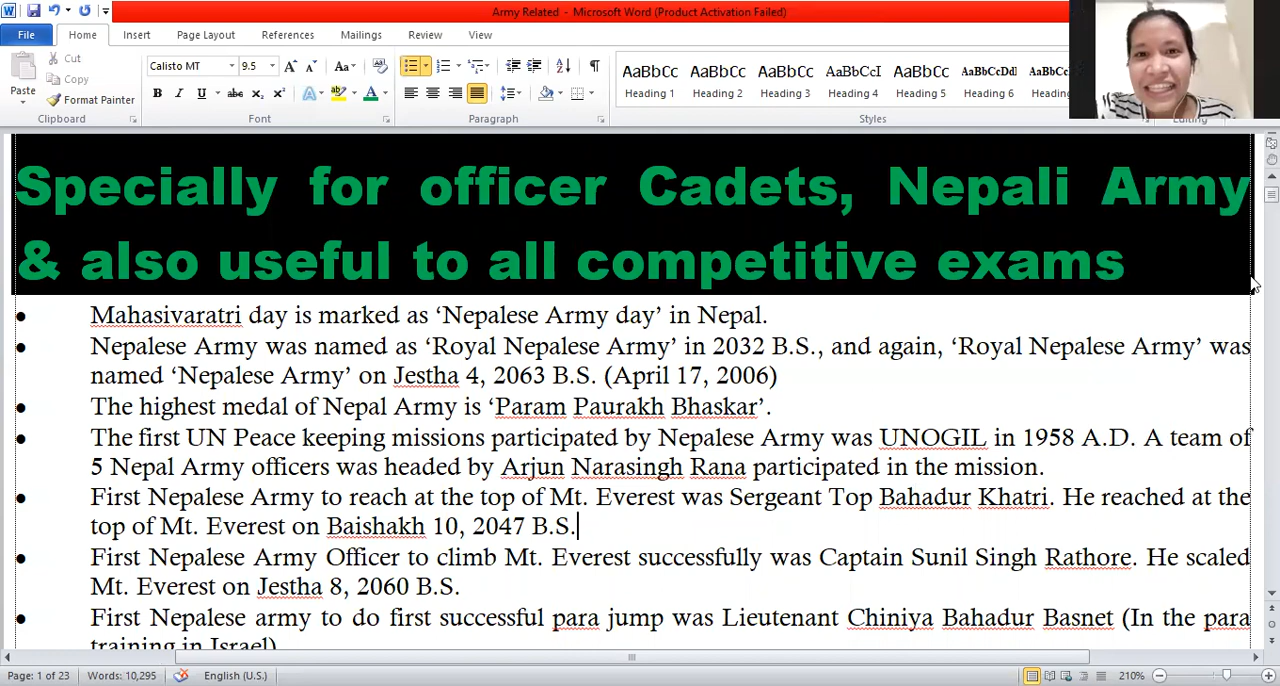 Army Related - Microsoft Word (Product Activation Failed)
File Home Insert Page Layout References Mailings Review View
Cut
Copy
Format Painter
Paste
Calisto MT 9.5
AaBbCc AaBbCc AaBbCc AaBbCcI AaBbCc AaBbCcDd AaBbCc
Heading 1 Heading 2 Heading 3 Heading 4 Heading 5 Heading 6 Heading
Clipboard Font Paragraph Styles Editing
Specially for officer Cadets, Nepali Army
& also useful to all competitive exams
● Mahasivaratri day is marked as ‘Nepalese Army day’ in Nepal.
● Nepalese Army was named as ‘Royal Nepalese Army’ in 2032 B.S., and again, ‘Royal Nepalese Army’ was
named ‘Nepalese Army’ on Jestha 4, 2063 B.S. (April 17, 2006)
● The highest medal of Nepal Army is ‘Param Paurakh Bhaskar’.
● The first UN Peace keeping missions participated by Nepalese Army was UNOGIL in 1958 A.D. A team of
5 Nepal Army officers was headed by Arjun Narasingh Rana participated in the mission.
● First Nepalese Army to reach at the top of Mt. Everest was Sergeant Top Bahadur Khatri. He reached at the
top of Mt. Everest on Baishakh 10, 2047 B.S.
● First Nepalese Army Officer to climb Mt. Everest successfully was Captain Sunil Singh Rathore. He scaled
Mt. Everest on Jestha 8, 2060 B.S.
● First Nepalese army to do first successful para jump was Lieutenant Chiniya Bahadur Basnet (In the para
training in Israel)
Page: 1 of 23 Words: 10,295 English (U.S.) 210%